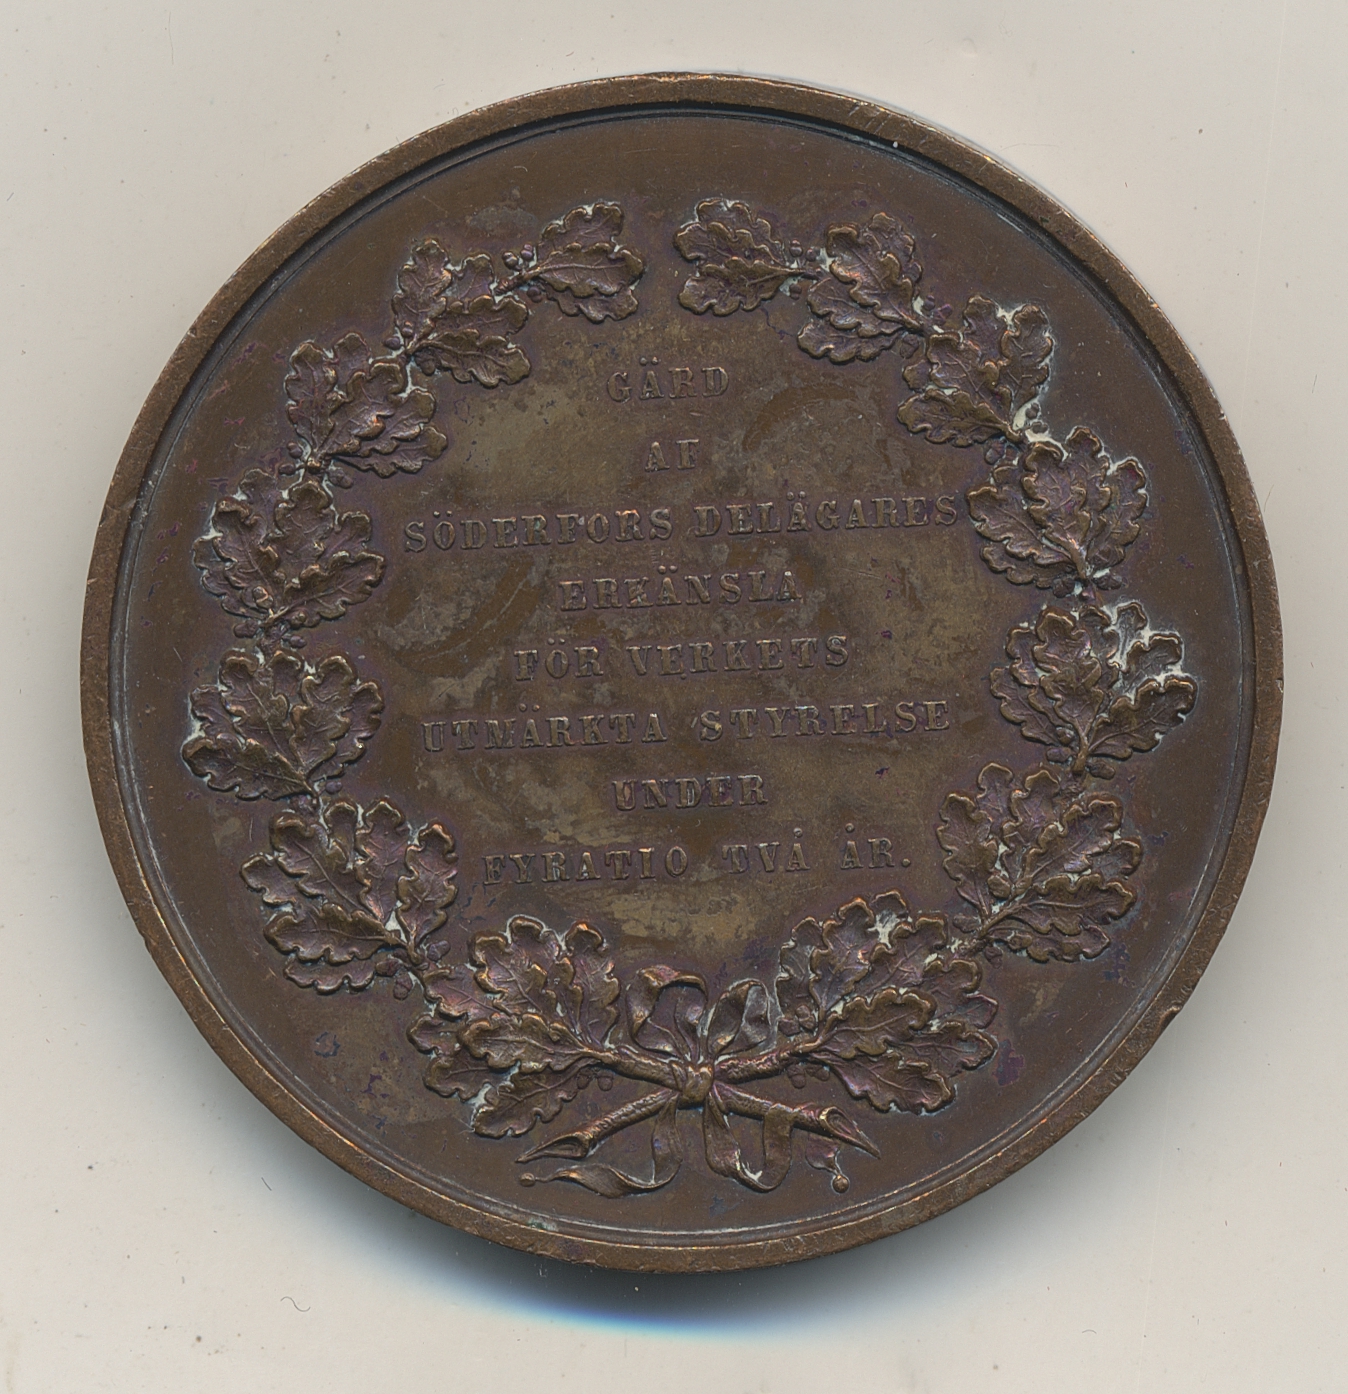 GÄRD
AF
SÖDERFORS DELÄGARES
ERKÄNSLA
FÖR VERKETS
UTMÄRKTA STYRELSE
UNDER
FYRATIO TVÅ ÅR.